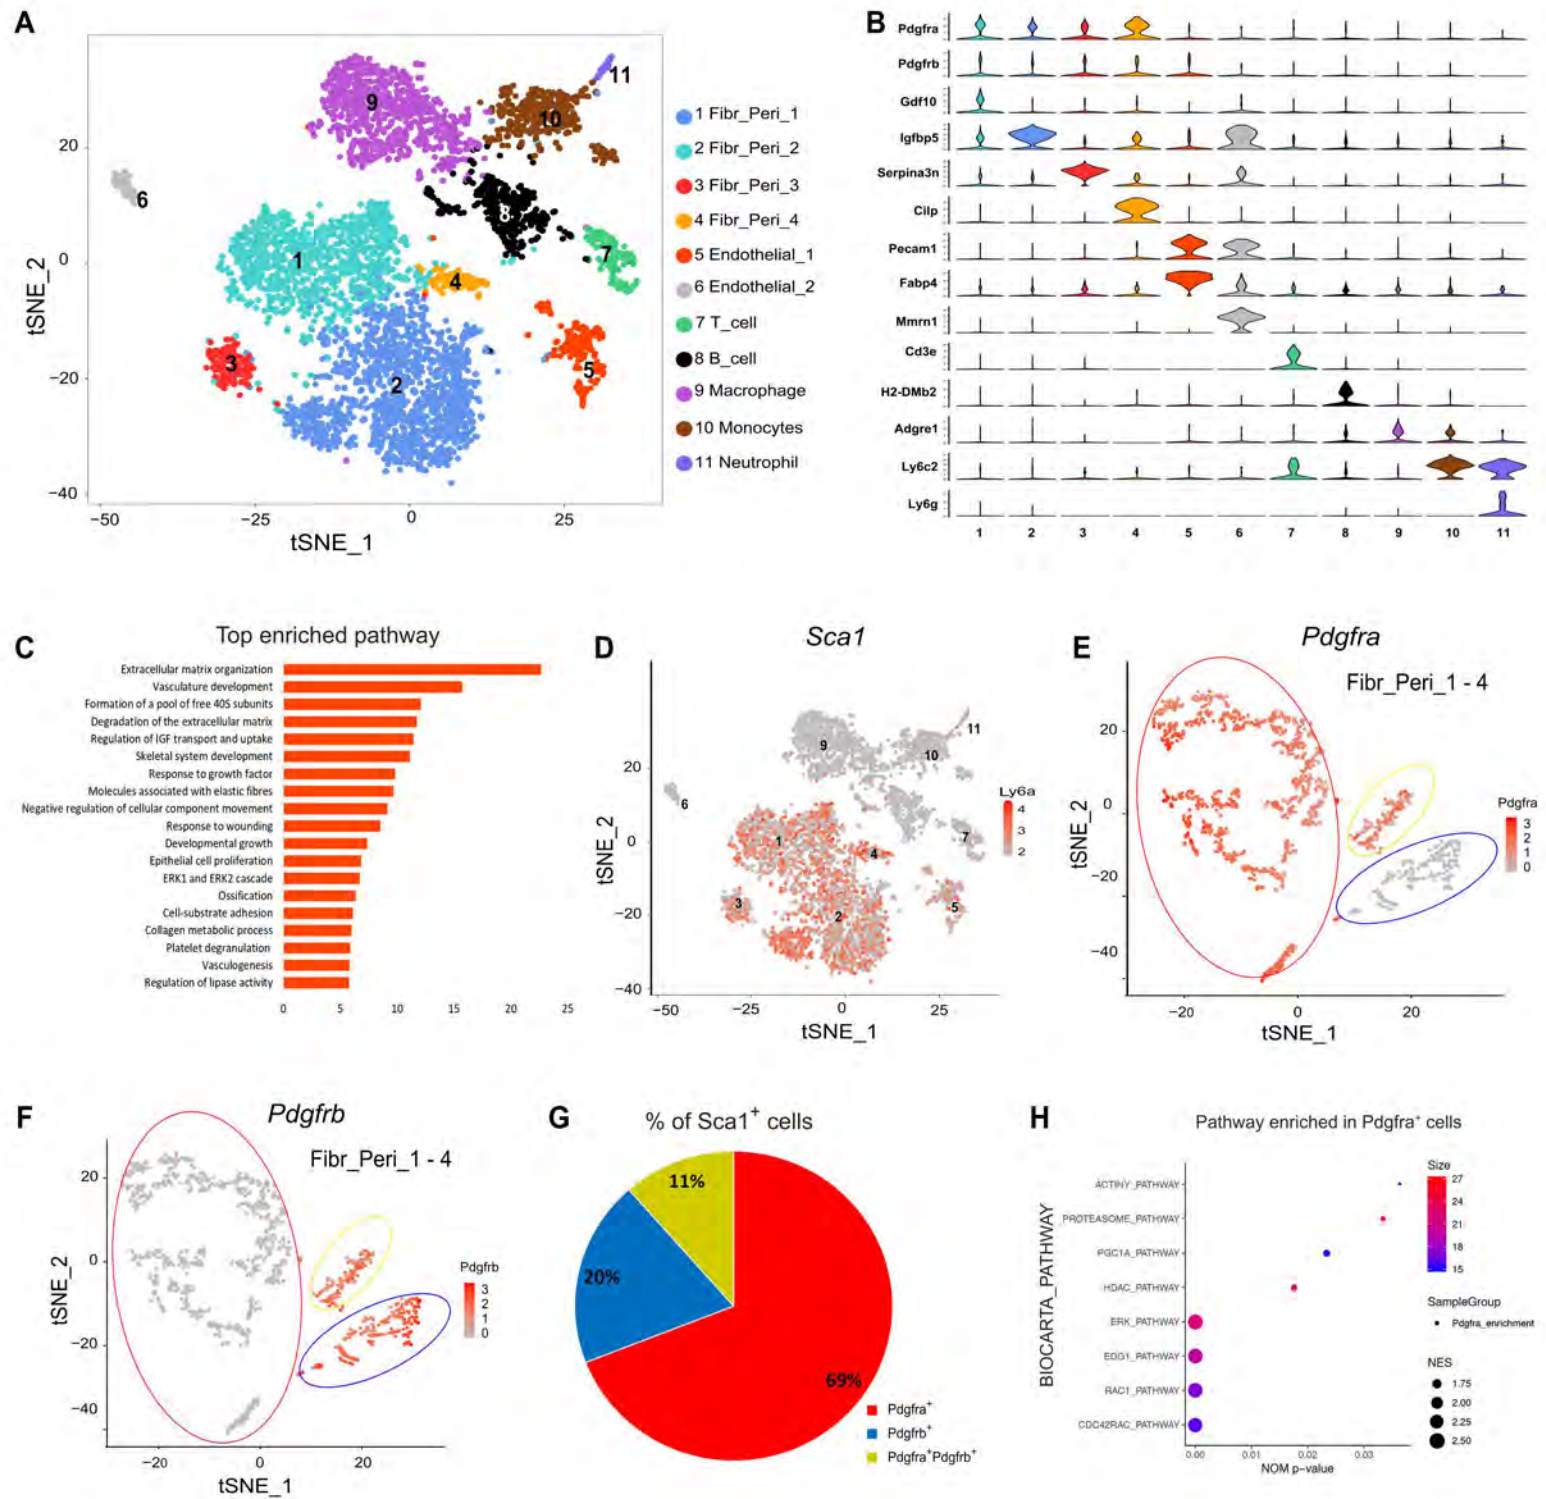 A
20
0
−20
−40
−50
−25
0
25
tSNE_1
tSNE_2
1
2
3
4
5
6
7
8
9
10
11
1 Fibr_Peri_1
2 Fibr_Peri_2
3 Fibr_Peri_3
4 Fibr_Peri_4
5 Endothelial_1
6 Endothelial_2
7 T_cell
8 B_cell
9 Macrophage
10 Monocytes
11 Neutrophil
B
Pdgfra
Pdgfrb
Gdf10
Igfbp5
Serpina3n
Cilp
Pecam1
Fabp4
Mmrn1
Cd3e
H2-DMb2
Adgre1
Ly6c2
Ly6g
1 2 3 4 5 6 7 8 9 10 11
C
Top enriched pathway
Extracellular matrix organization
Vasculature development
Formation of a pool of free 40S subunits
Degradation of the extracellular matrix
Regulation of IGF transport and uptake
Skeletal system development
Response to growth factor
Molecules associated with elastic fibres
Negative regulation of cellular component movement
Response to wounding
Developmental growth
Epithelial cell proliferation
ERK1 and ERK2 cascade
Ossification
Cell-substrate adhesion
Collagen metabolic process
Platelet degranulation
Vasculogenesis
Regulation of lipase activity
0 5 10 15 20 25
D
Sca1
20
0
−20
−40
−50
−25
0
25
tSNE_1
tSNE_2
1
2
3
4
5
6
7
9
10
11
Ly6a
4
3
2
E
Pdgfra
Fibr_Peri_1 - 4
20
0
−20
−40
−20
0
20
tSNE_1
tSNE_2
Pdgfra
3
2
1
0
F
Pdgfrb
Fibr_Peri_1 - 4
20
0
−20
−40
−20
0
20
tSNE_1
tSNE_2
Pdgfrb
3
2
1
0
G
% of Sca1+ cells
11%
20%
69%
Pdgfra+
Pdgfrb+
Pdgfra+Pdgfrb+
H
Pathway enriched in Pdgfra+ cells
BIOCARTA_PATHWAY
ACTINY_PATHWAY
PROTEASOME_PATHWAY
PGC1A_PATHWAY
HDAC_PATHWAY
ERK_PATHWAY
EDG1_PATHWAY
RAC1_PATHWAY
CDC42RAC_PATHWAY
0.00 0.01 0.02 0.03
NOM p−value
Size
27
24
21
18
15
SampleGroup
Pdgfra_enrichment
NES
1.75
2.00
2.25
2.50